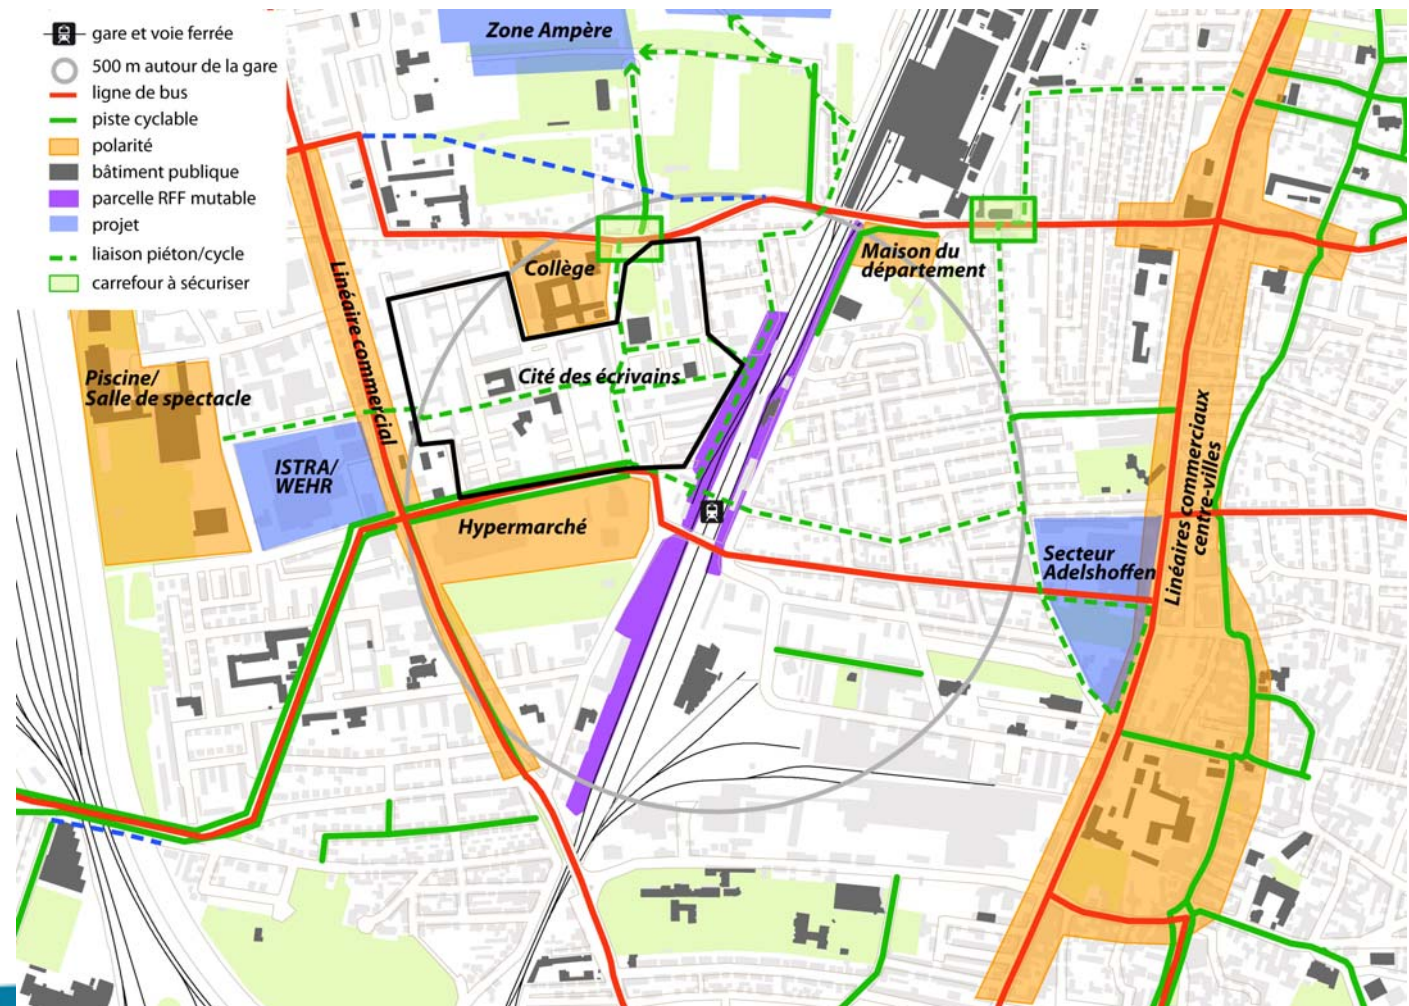 gare et voie ferrée
500 m autour de la gare
ligne de bus
piste cyclable
polarité
bâtiment publique
parcelle RFF mutable
projet
liaison piéton/cycle
carrefour à sécuriser
Zone Ampère
Collège
Maison du
département
Linéaire commercial
Cité des écrivains
Piscine/
Salle de spectacle
ISTRA/
WEHR
Hypermarché
Secteur
Adelshoffen
Linéaires commerciaux
centre-villes